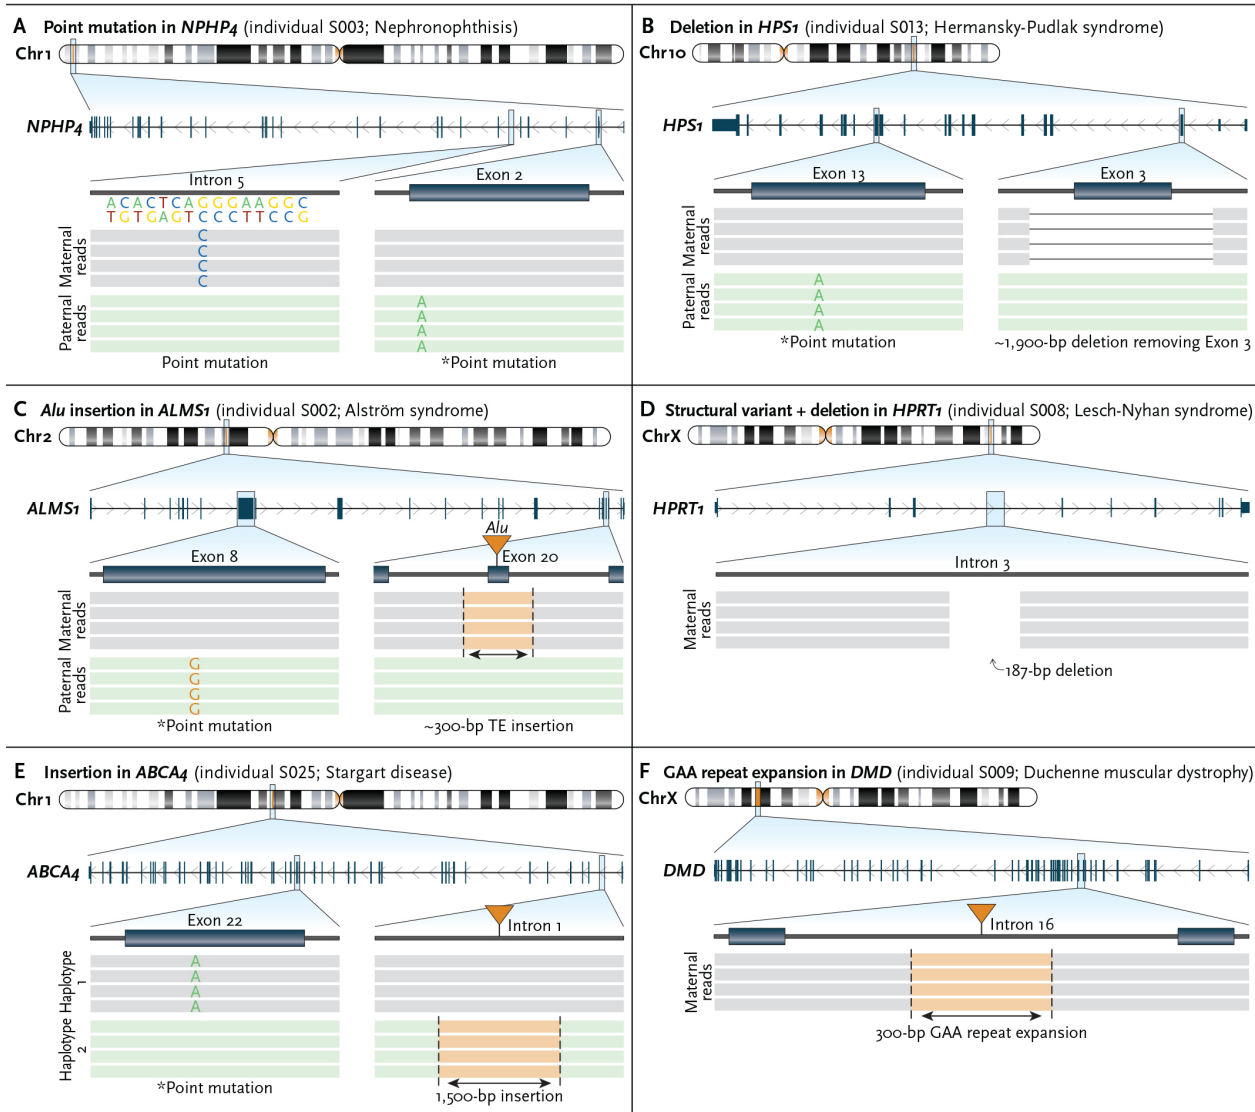 A Point mutation in NPHP4 (individual S003; Nephronophthisis)
Chr1
NPHP4
Intron 5
Exon 2
ACACTCAGGGAAGGC
TGTGAGTCCCTTCCG
Maternal reads
C
C
C
C
Paternal reads
A
A
A
A
Point mutation
*Point mutation
B Deletion in HPS1 (individual S013; Hermansky-Pudlak syndrome)
Chr10
HPS1
Exon 13
Exon 3
Maternal reads
Paternal reads
A
A
A
A
*Point mutation
~1,900-bp deletion removing Exon 3
C Alu insertion in ALMS1 (individual S002; Alström syndrome)
Chr2
ALMS1
Alu
Exon 8
Exon 20
Maternal reads
Paternal reads
G
G
G
G
*Point mutation
~300-bp TE insertion
D Structural variant + deletion in HPRT1 (individual S008; Lesch-Nyhan syndrome)
ChrX
HPRT1
Intron 3
Maternal reads
187-bp deletion
E Insertion in ABCA4 (individual S025; Stargart disease)
Chr1
ABCA4
Exon 22
Intron 1
Haplotype 1
A
A
A
A
Haplotype 2
*Point mutation
1,500-bp insertion
F GAA repeat expansion in DMD (individual S009; Duchenne muscular dystrophy)
ChrX
DMD
Intron 16
Maternal reads
300-bp GAA repeat expansion